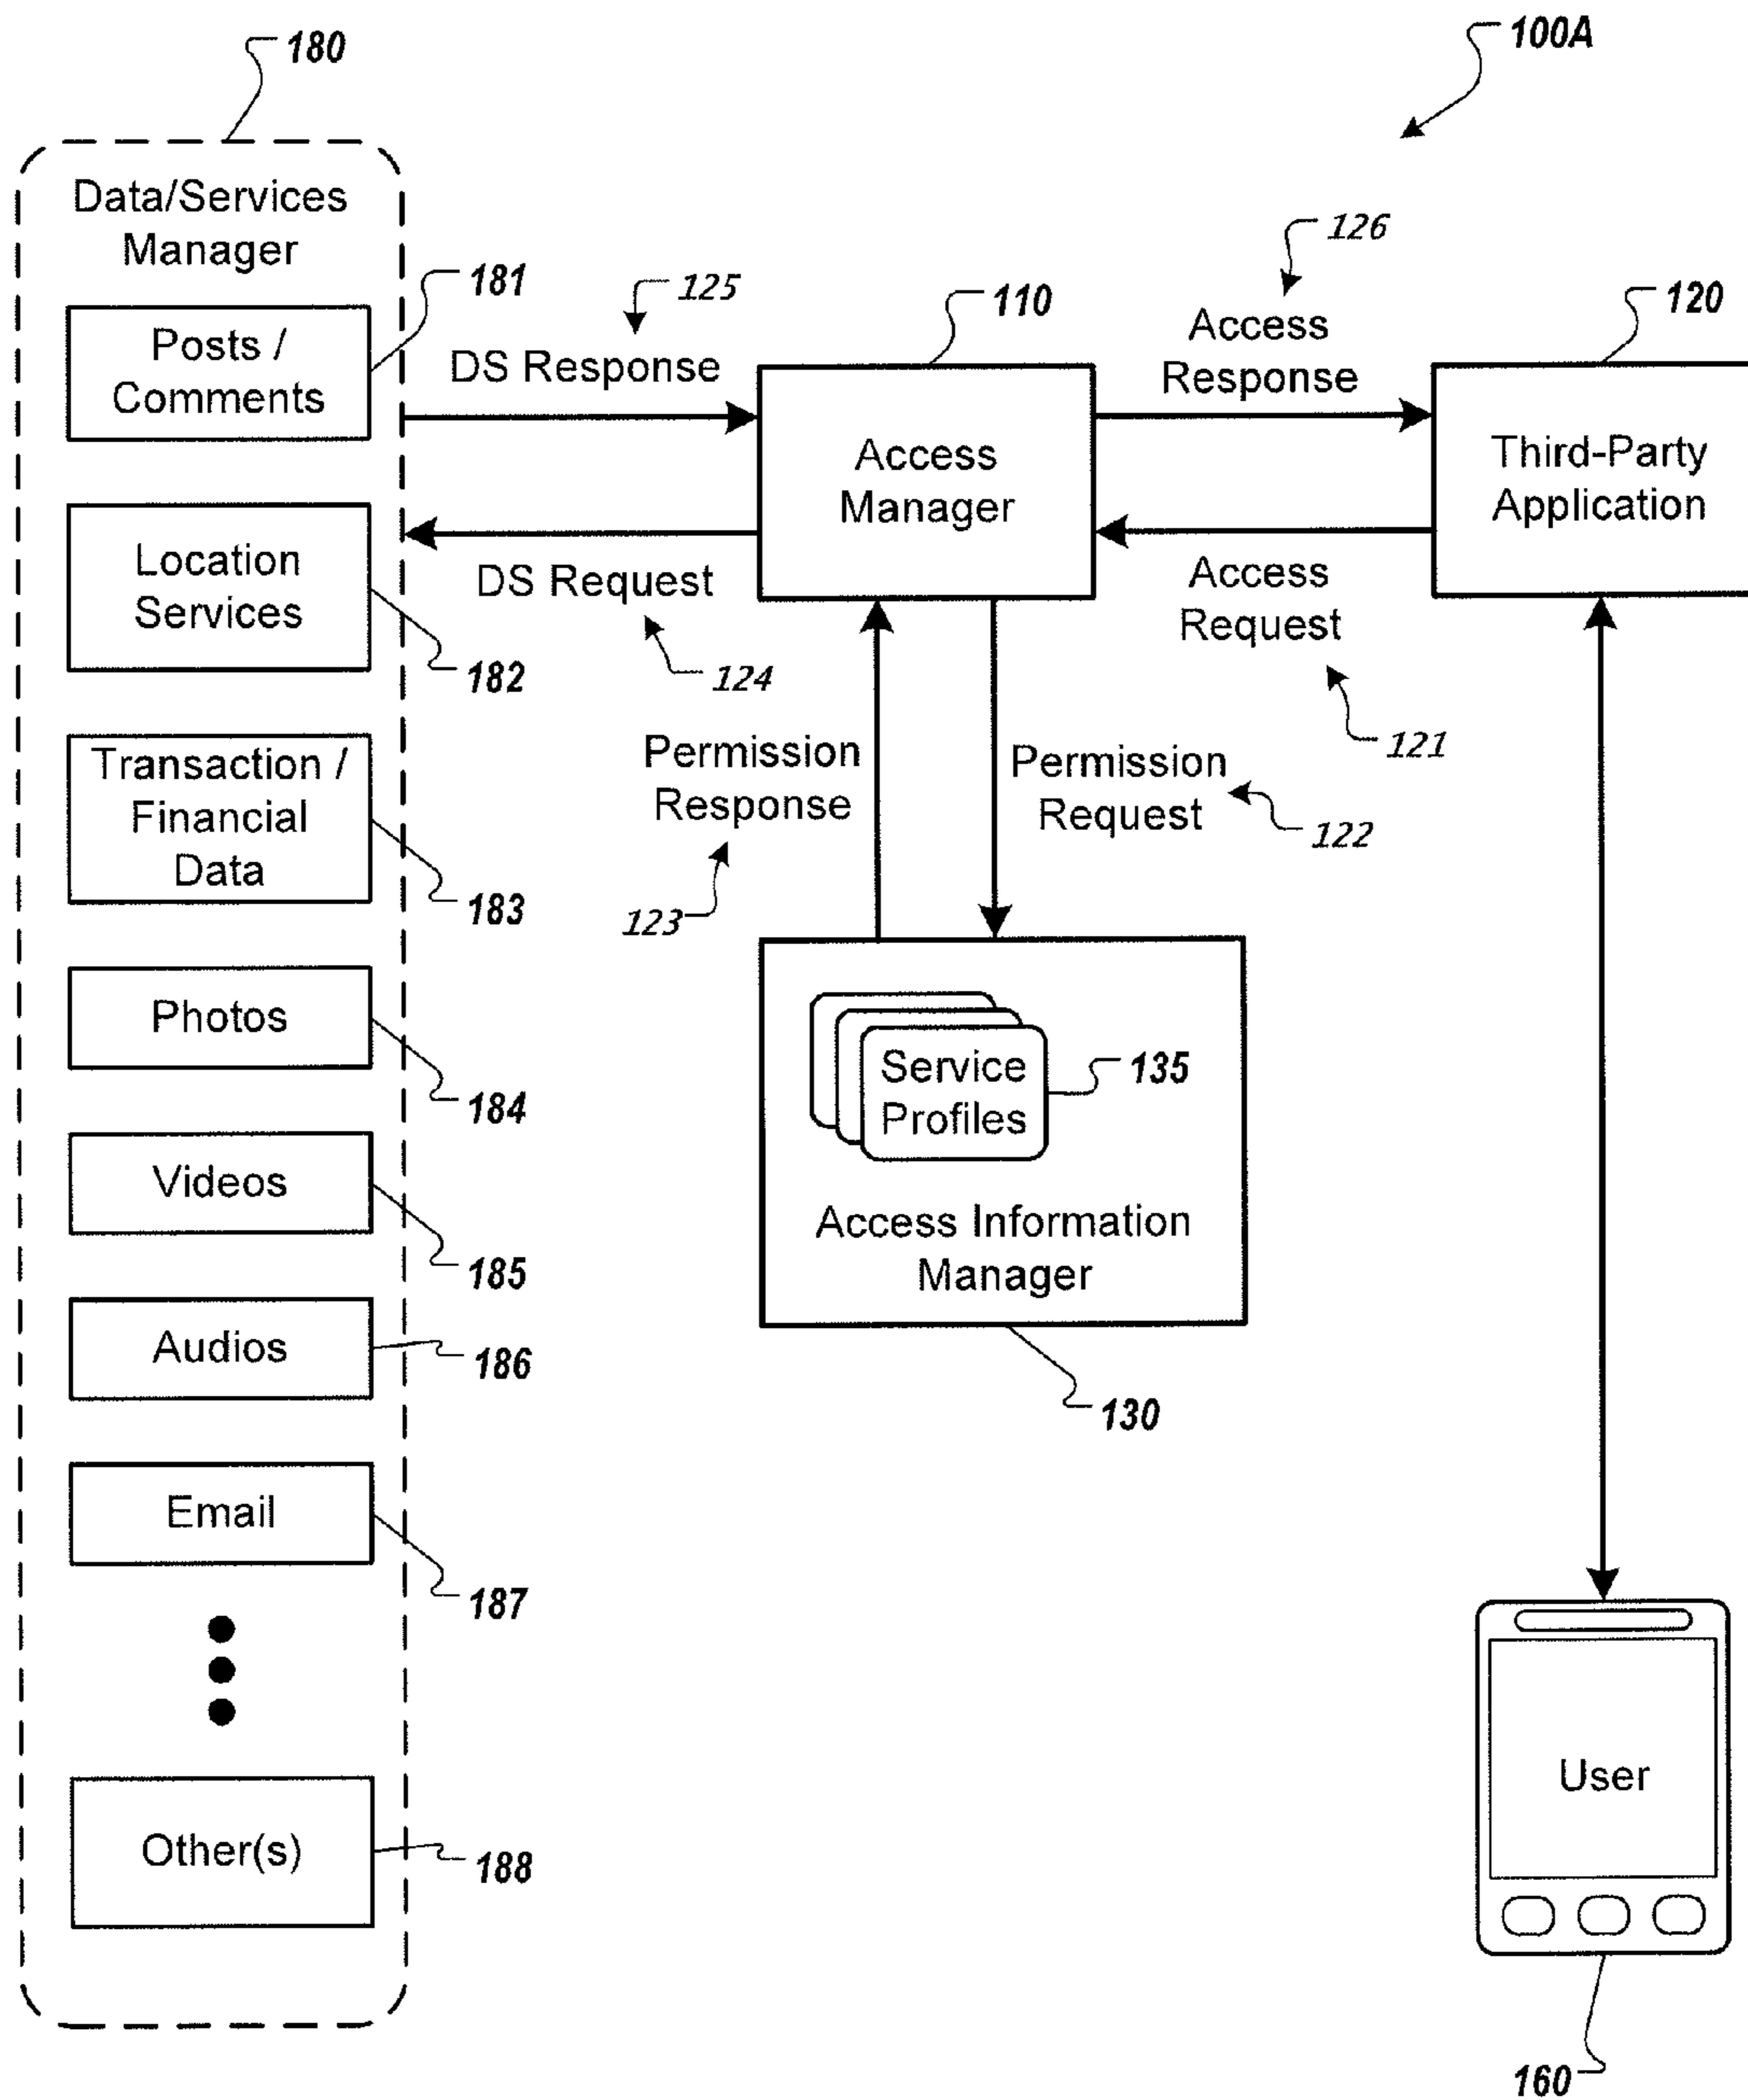 100A
180
Data/Services
Manager
181
Posts /
Comments
Location
Services
182
Transaction /
Financial
Data
183
Photos
184
Videos
185
Audios
186
Email
187
Other(s)
188
125
DS Response
DS Request
124
110
Access
Manager
126
Access
Response
Access
Request
121
120
Third-Party
Application
Permission
Response
123
Permission
Request
122
Service
Profiles
135
Access Information
Manager
130
User
160